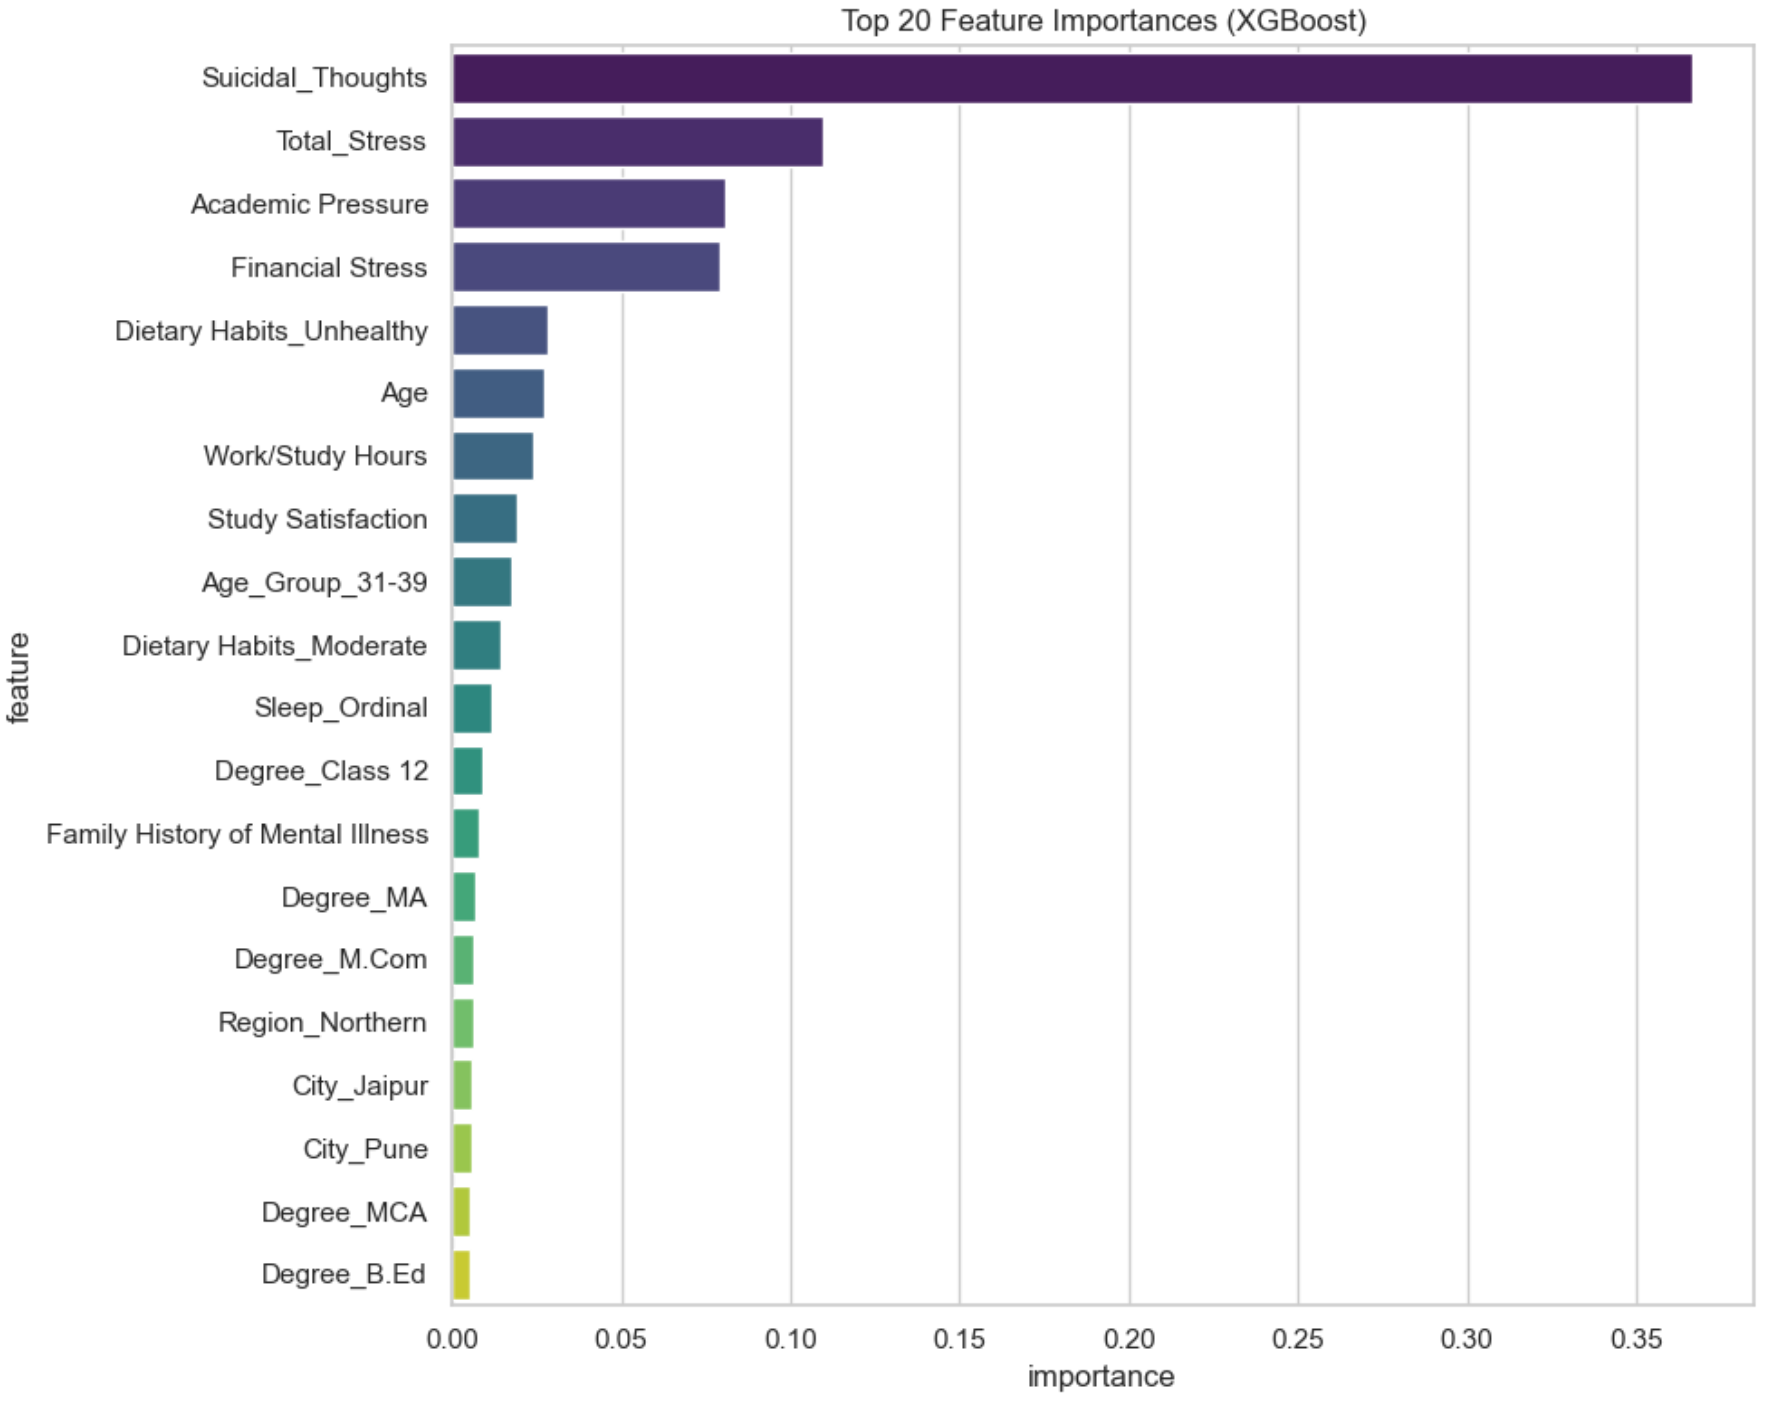 Top 20 Feature Importances (XGBoost)
Suicidal_Thoughts
Total_Stress
Academic Pressure
Financial Stress
Dietary Habits_Unhealthy
Age
Work/Study Hours
Study Satisfaction
Age_Group_31-39
Dietary Habits_Moderate
Sleep_Ordinal
Degree_Class 12
Family History of Mental Illness
Degree_MA
Degree_M.Com
Region_Northern
City_Jaipur
City_Pune
Degree_MCA
Degree_B.Ed
feature
0.00 0.05 0.10 0.15 0.20 0.25 0.30 0.35
importance